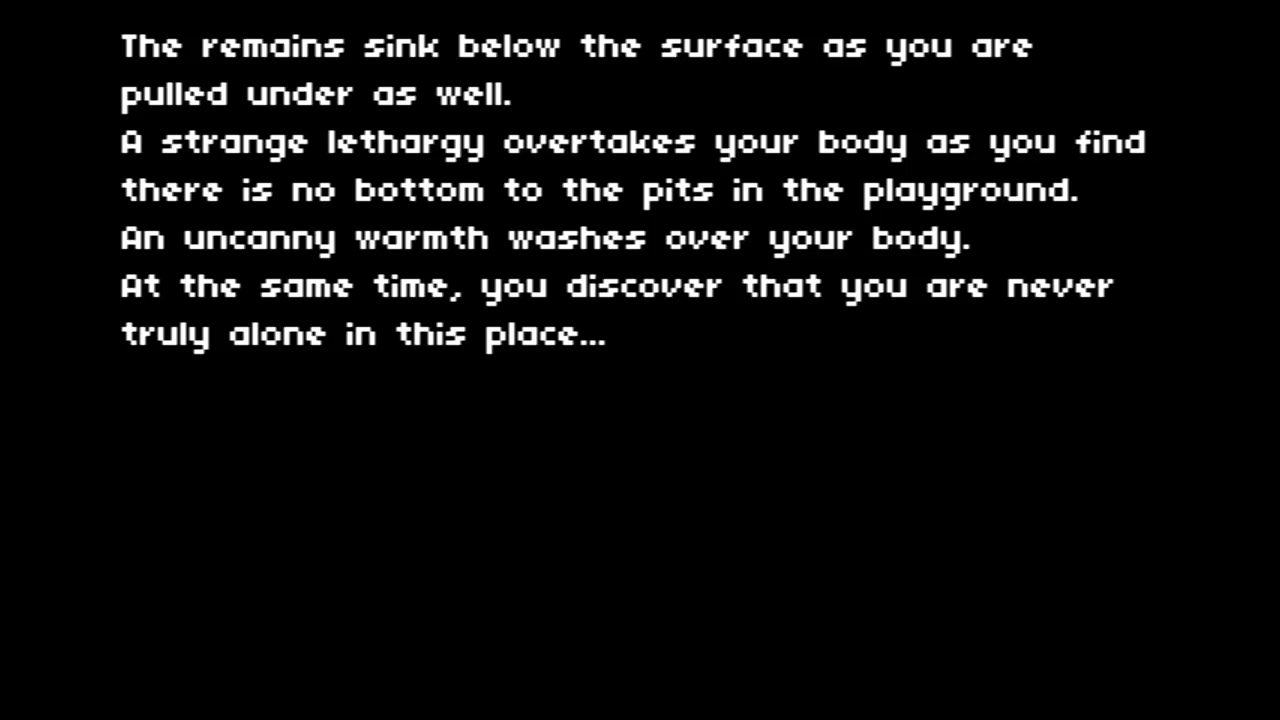 The remains sink below the surface as you are
pulled under as well.
A strange lethargy overtakes your body as you find
there is no bottom to the pits in the playground.
An uncanny warmth washes over your body.
At the same time, you discover that you are never
truly alone in this place...